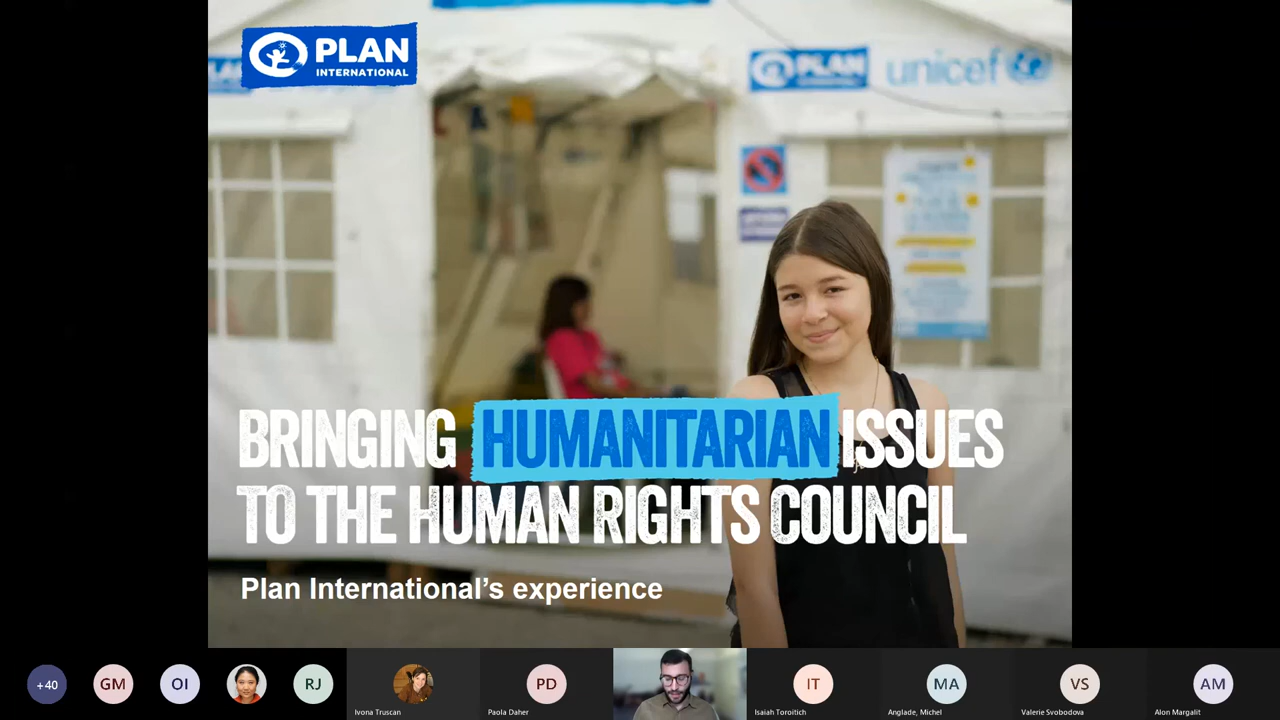 PLAN
INTERNATIONAL
PLAN
unicef
BRINGING HUMANITARIAN ISSUES
TO THE HUMAN RIGHTS COUNCIL
Plan International's experience
+40
GM
OI
RJ
Ivona Truscan
PD
Paola Daher
IT
Isaiah Toroitich
MA
Anglade, Michel
VS
Valerie Svobodova
AM
Alon Margalit